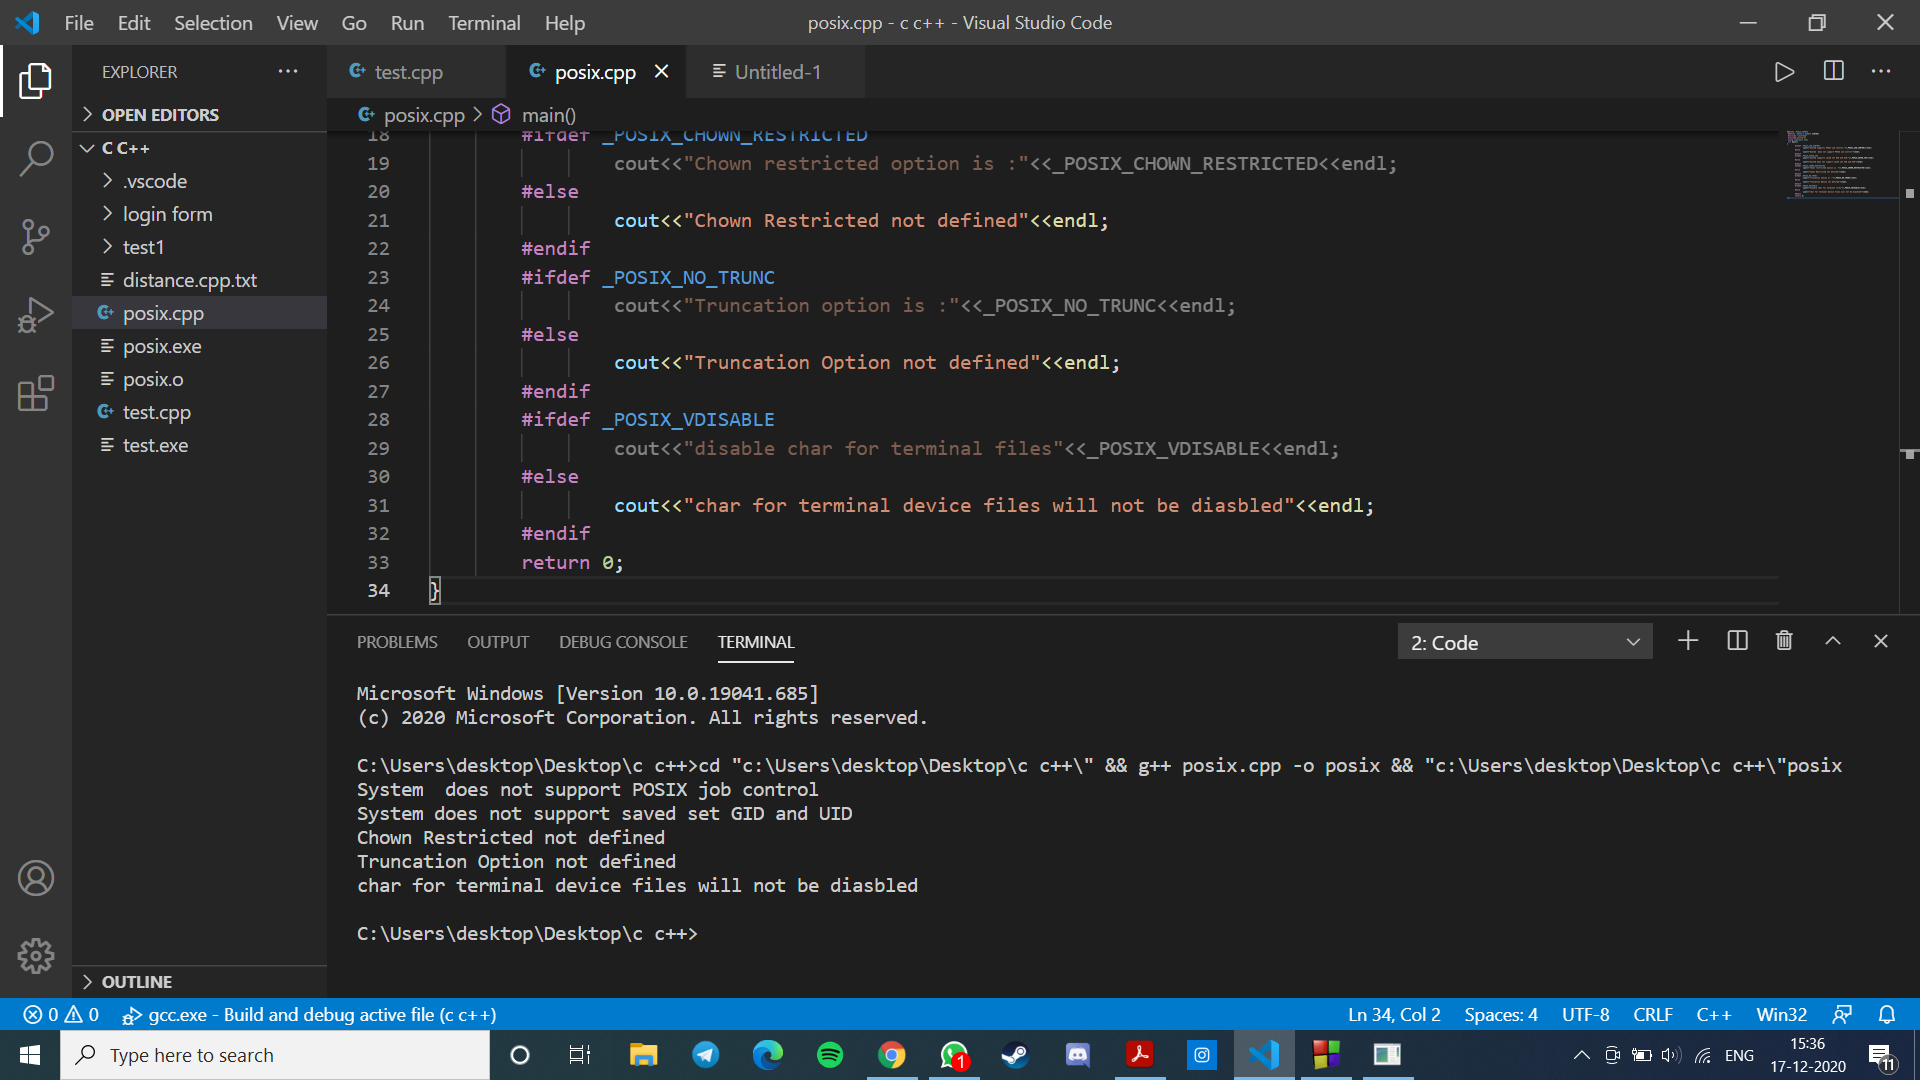 File Edit Selection View Go Run Terminal Help posix.cpp - c c++ - Visual Studio Code
EXPLORER
OPEN EDITORS
C C++
.vscode
login form
test1
distance.cpp.txt
posix.cpp
posix.exe
posix.o
test.cpp
test.exe
OUTLINE
test.cpp posix.cpp Untitled-1
posix.cpp > main()
18 #ifdef _POSIX_CHOWN_RESTRICTED
19 cout<<"Chown restricted option is :"<<_POSIX_CHOWN_RESTRICTED<<endl;
20 #else
21 cout<<"Chown Restricted not defined"<<endl;
22 #endif
23 #ifdef _POSIX_NO_TRUNC
24 cout<<"Truncation option is :"<<_POSIX_NO_TRUNC<<endl;
25 #else
26 cout<<"Truncation Option not defined"<<endl;
27 #endif
28 #ifdef _POSIX_VDISABLE
29 cout<<"disable char for terminal files"<<_POSIX_VDISABLE<<endl;
30 #else
31 cout<<"char for terminal device files will not be diasbled"<<endl;
32 #endif
33 return 0;
34 }
PROBLEMS OUTPUT DEBUG CONSOLE TERMINAL 2: Code
Microsoft Windows [Version 10.0.19041.685]
(c) 2020 Microsoft Corporation. All rights reserved.
C:\Users\desktop\Desktop\c c++>cd "c:\Users\desktop\Desktop\c c++\" && g++ posix.cpp -o posix && "c:\Users\desktop\Desktop\c c++\"posix
System  does not support POSIX job control
System does not support saved set GID and UID
Chown Restricted not defined
Truncation Option not defined
char for terminal device files will not be diasbled
C:\Users\desktop\Desktop\c c++>
0 0 gcc.exe - Build and debug active file (c c++) Ln 34, Col 2 Spaces: 4 UTF-8 CRLF C++ Win32
Type here to search 1 ENG 15:36
17-12-2020 11